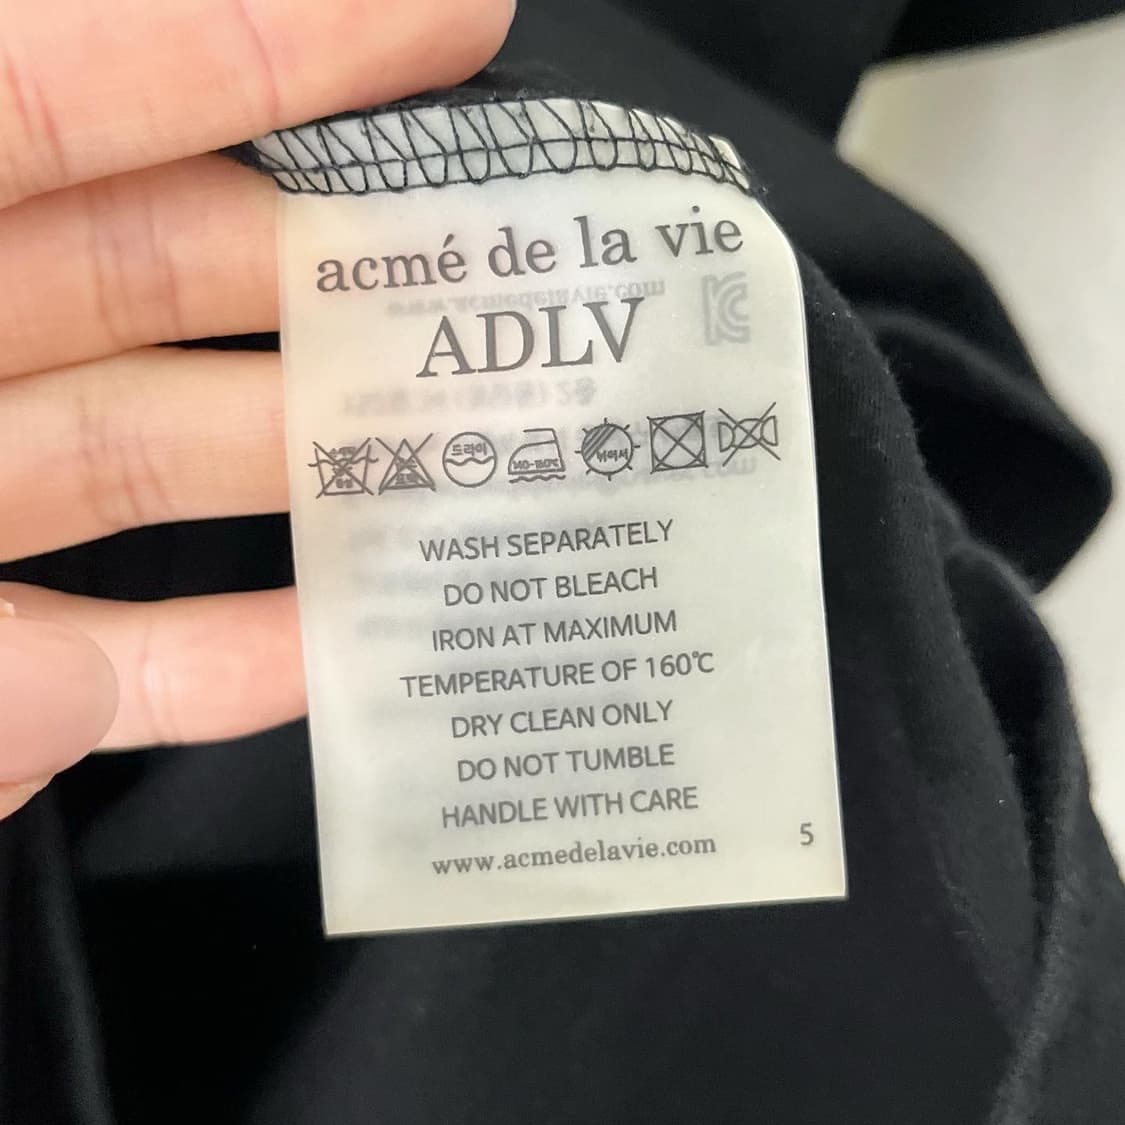 acmé de la vie
ADLV
드라이 140-160℃ 뉘어서
WASH SEPARATELY
DO NOT BLEACH
IRON AT MAXIMUM
TEMPERATURE OF 160℃
DRY CLEAN ONLY
DO NOT TUMBLE
HANDLE WITH CARE
www.acmedelavie.com
5